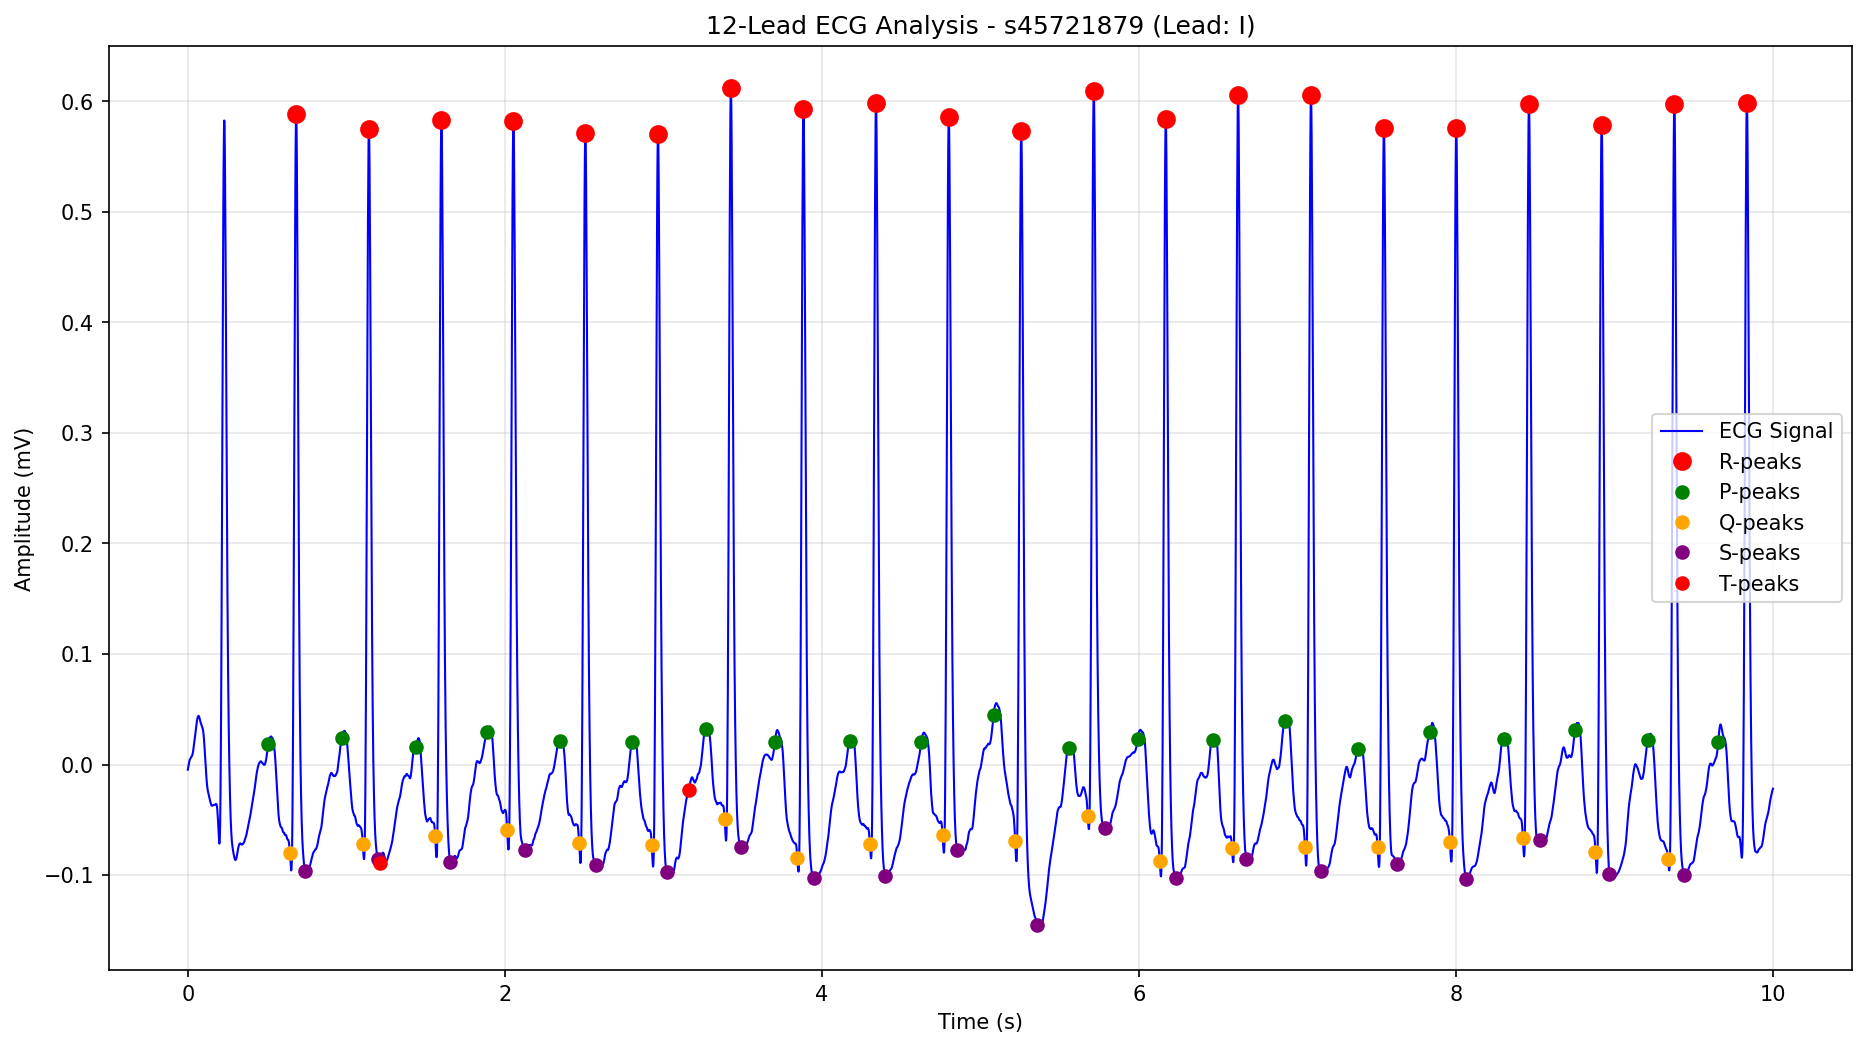 12-Lead ECG Analysis - s45721879 (Lead: I)
Amplitude (mV)
0.6
0.5
0.4
0.3
0.2
0.1
0.0
−0.1
ECG Signal
R-peaks
P-peaks
Q-peaks
S-peaks
T-peaks
0 2 4 6 8 10
Time (s)